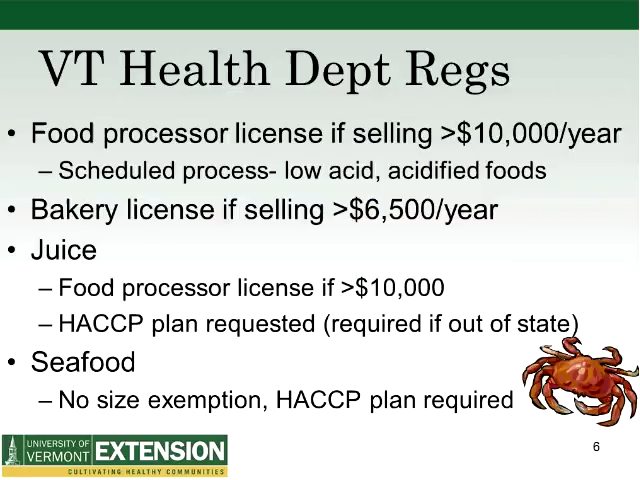 VT Health Dept Regs
• Food processor license if selling >$10,000/year
– Scheduled process- low acid, acidified foods
• Bakery license if selling >$6,500/year
• Juice
– Food processor license if >$10,000
– HACCP plan requested (required if out of state)
• Seafood
– No size exemption, HACCP plan required
UNIVERSITY OF
VERMONT
EXTENSION
CULTIVATING HEALTHY COMMUNITIES
6